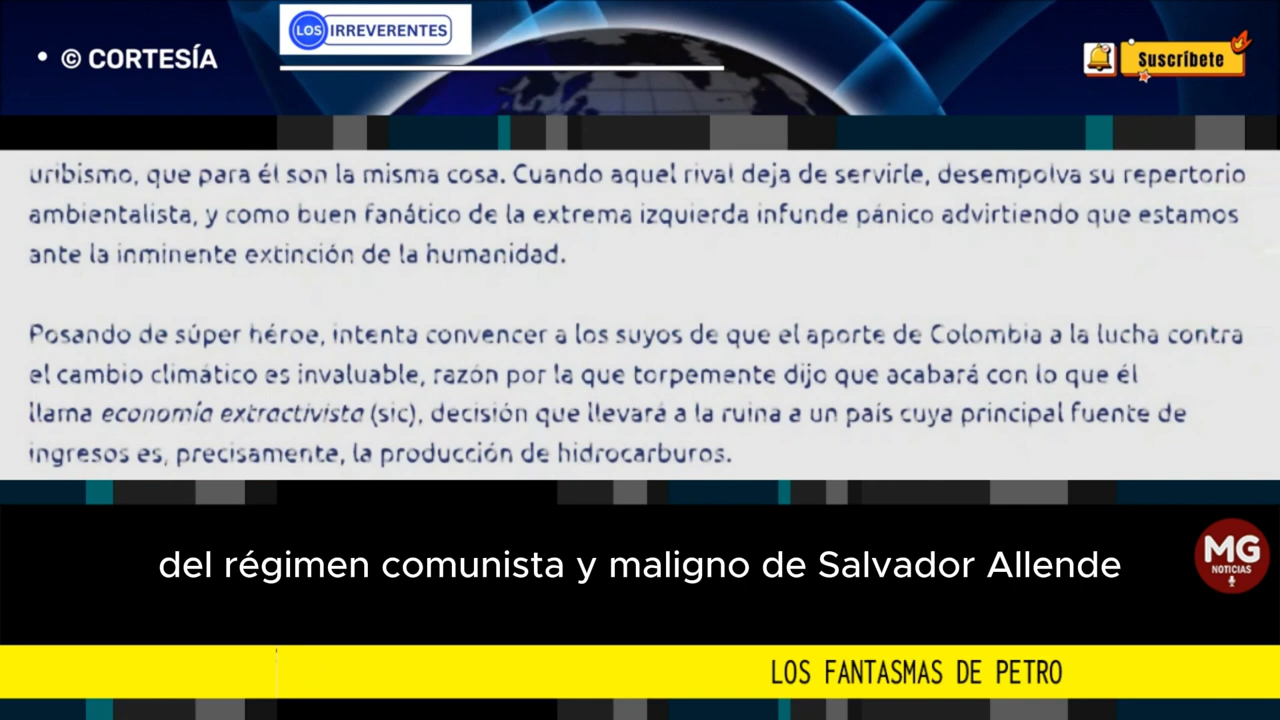 • © CORTESÍA
LOS IRREVERENTES
Suscríbete
uribismo, que para él son la misma cosa. Cuando aquel rival deja de servirle, desempolva su repertorio
ambientalista, y como buen fanático de la extrema izquierda infunde pánico advirtiendo que estamos
ante la inminente extinción de la humanidad.
Posando de súper héroe, intenta convencer a los suyos de que el aporte de Colombia a la lucha contra
el cambio climático es invaluable, razón por la que torpemente dijo que acabará con lo que él
llama economía extractivista (sic), decisión que llevará a la ruina a un país cuya principal fuente de
ingresos es, precisamente, la producción de hidrocarburos.
del régimen comunista y maligno de Salvador Allende
MG
NOTICIAS
LOS FANTASMAS DE PETRO